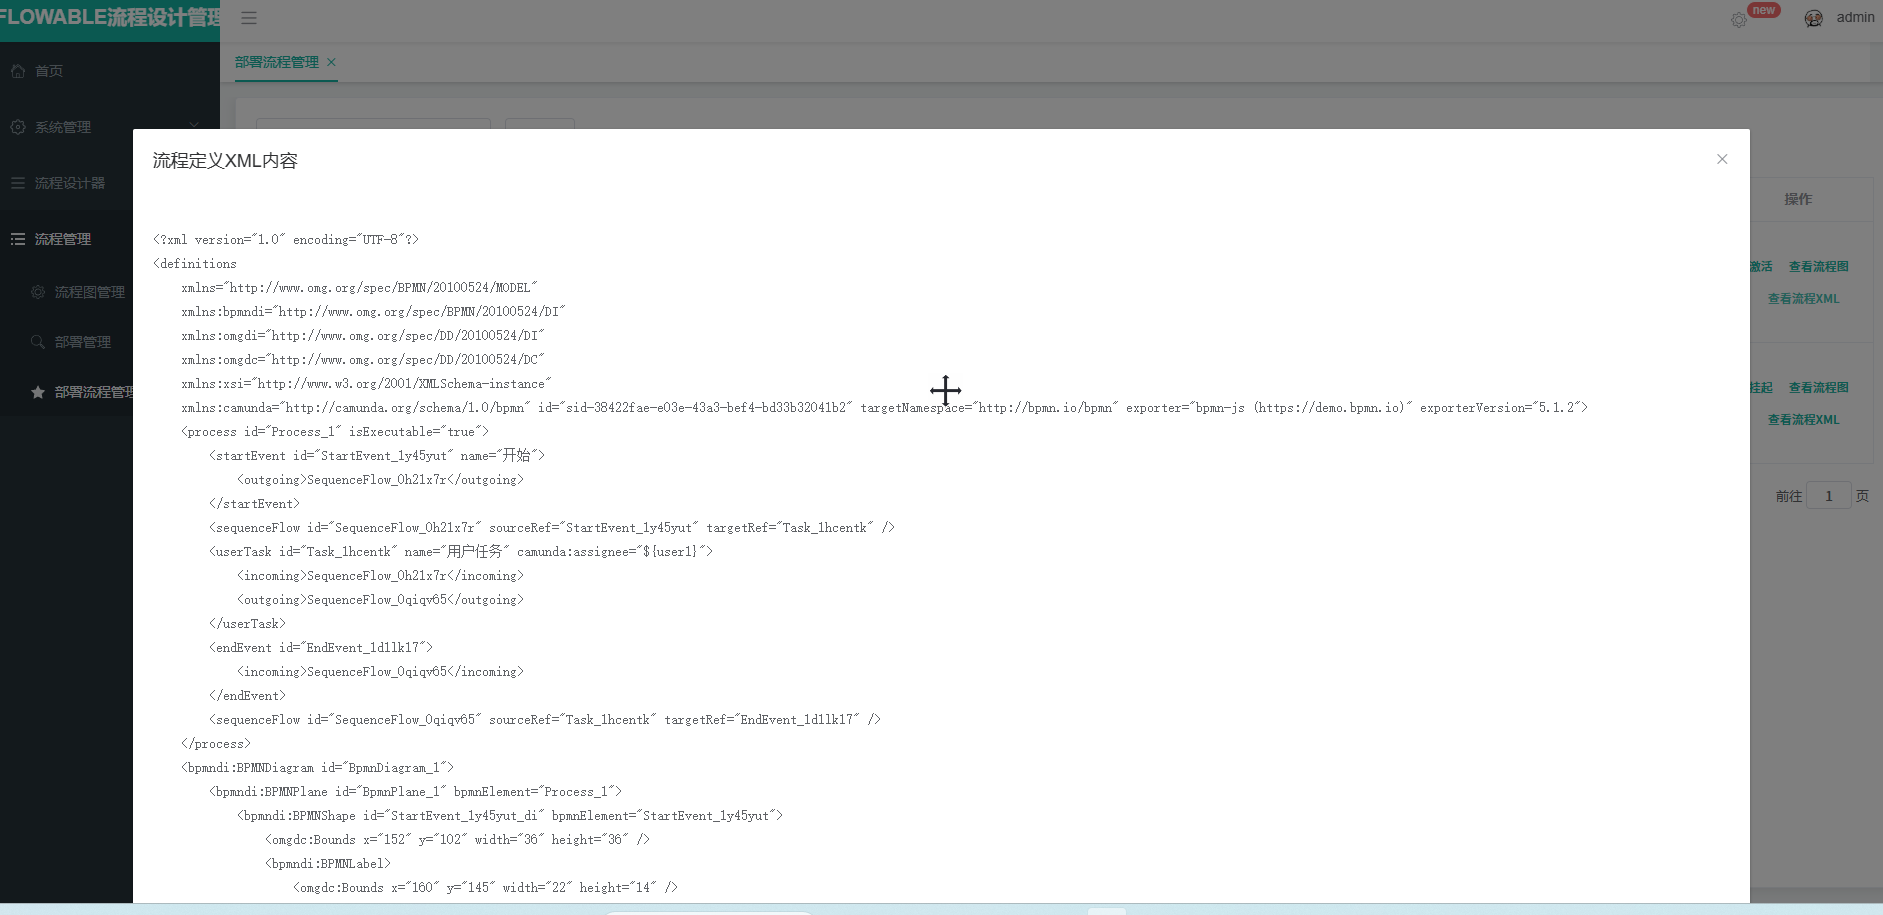 FLOWABLE流程设计管理
new
admin
首页
部署流程管理
系统管理
流程设计器
流程管理
流程图管理
部署管理
部署流程管理
流程定义XML内容
操作
激活 查看流程图
查看流程XML
挂起 查看流程图
查看流程XML
前往 1 页
<?xml version="1.0" encoding="UTF-8"?>
<definitions
xmlns="http://www.omg.org/spec/BPMN/20100524/MODEL"
xmlns:bpmndi="http://www.omg.org/spec/BPMN/20100524/DI"
xmlns:omgdi="http://www.omg.org/spec/DD/20100524/DI"
xmlns:omgdc="http://www.omg.org/spec/DD/20100524/DC"
xmlns:xsi="http://www.w3.org/2001/XMLSchema-instance"
xmlns:camunda="http://camunda.org/schema/1.0/bpmn" id="sid-38422fae-e03e-43a3-bef4-bd33b32041b2" targetNamespace="http://bpmn.io/bpmn" exporter="bpmn-js (https://demo.bpmn.io)" exporterVersion="5.1.2">
<process id="Process_1" isExecutable="true">
<startEvent id="StartEvent_1y45yut" name="开始">
<outgoing>SequenceFlow_0h21x7r</outgoing>
</startEvent>
<sequenceFlow id="SequenceFlow_0h21x7r" sourceRef="StartEvent_1y45yut" targetRef="Task_1hcentk" />
<userTask id="Task_1hcentk" name="用户任务" camunda:assignee="${user1}">
<incoming>SequenceFlow_0h21x7r</incoming>
<outgoing>SequenceFlow_0qiqv65</outgoing>
</userTask>
<endEvent id="EndEvent_1d1lk17">
<incoming>SequenceFlow_0qiqv65</incoming>
</endEvent>
<sequenceFlow id="SequenceFlow_0qiqv65" sourceRef="Task_1hcentk" targetRef="EndEvent_1d1lk17" />
</process>
<bpmndi:BPMNDiagram id="BpmnDiagram_1">
<bpmndi:BPMNPlane id="BpmnPlane_1" bpmnElement="Process_1">
<bpmndi:BPMNShape id="StartEvent_1y45yut_di" bpmnElement="StartEvent_1y45yut">
<omgdc:Bounds x="152" y="102" width="36" height="36" />
<bpmndi:BPMNLabel>
<omgdc:Bounds x="160" y="145" width="22" height="14" />